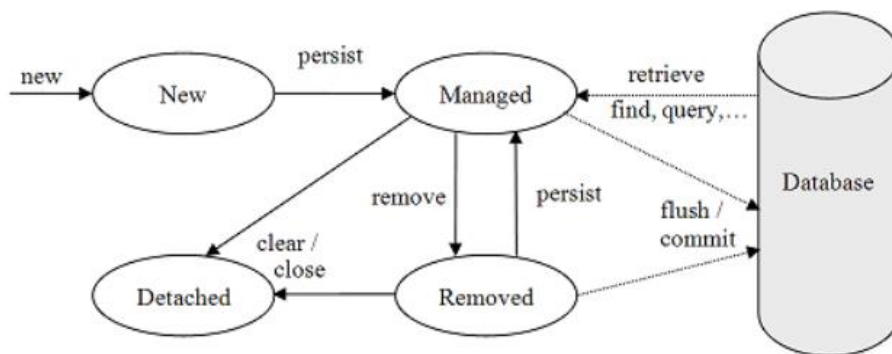 new
New
persist
Managed
retrieve
find, query,…
Database
remove
persist
flush /
commit
clear /
close
Detached
Removed